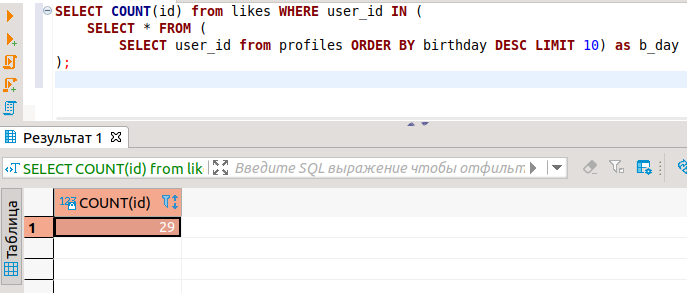 SELECT COUNT(id) from likes WHERE user_id IN (
SELECT * FROM (
SELECT user_id from profiles ORDER BY birthday DESC LIMIT 10) as b_day
);
Результат 1
SELECT COUNT(id) from lik
Введите SQL выражение чтобы отфильт
Таблица
123 COUNT(id)
1 29